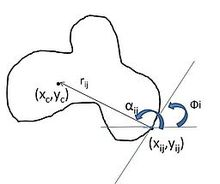 r_ij
(x_c,y_c)
α_ij
Φi
(x_ij,y_ij)